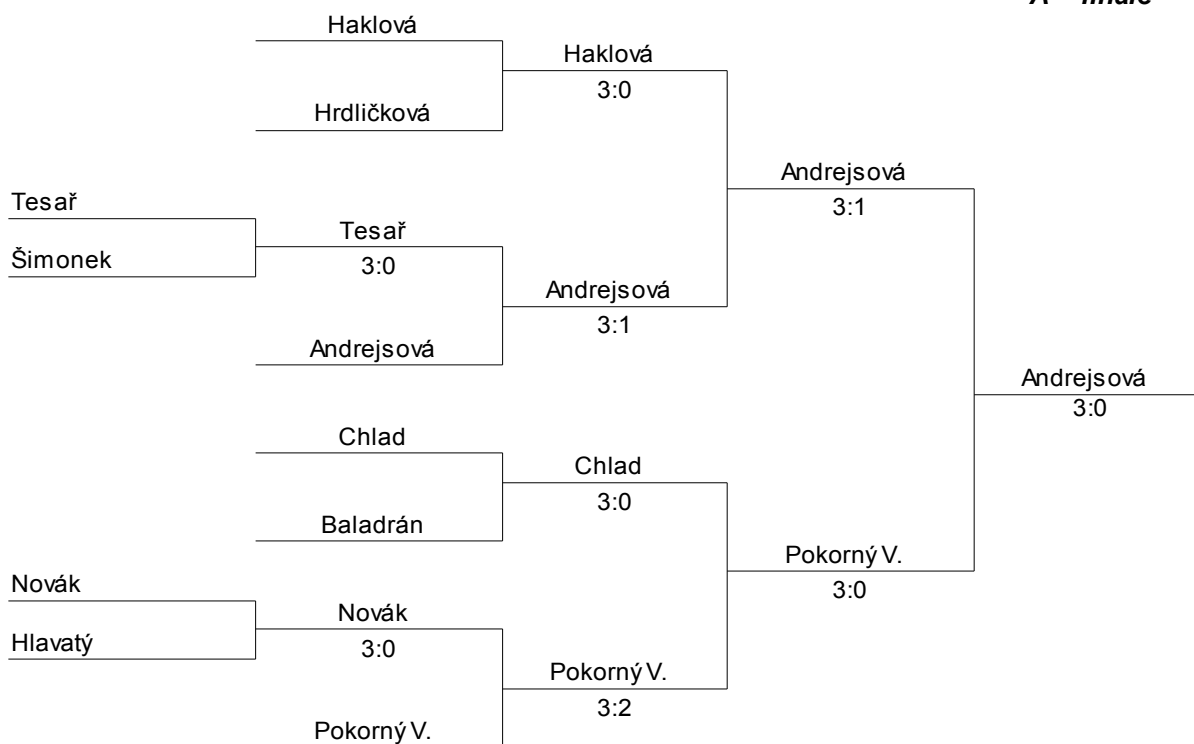 Haklová
Haklová
3:0
Hrdličková
Andrejsová
3:1
Tesař
Tesař
3:0
Šimonek
Andrejsová
3:1
Andrejsová
Andrejsová
3:0
Chlad
Chlad
3:0
Baladrán
Pokorný V.
3:0
Novák
Novák
3:0
Hlavatý
Pokorný V.
3:2
Pokorný V.